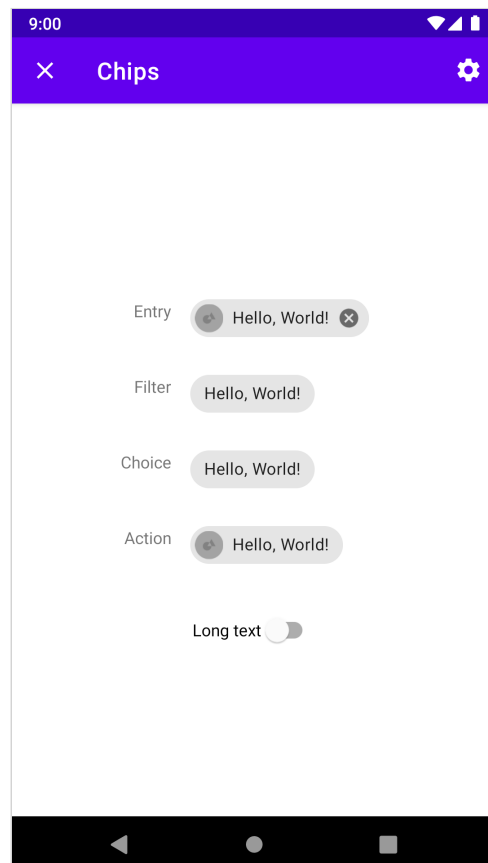 9:00
Chips
Entry Hello, World!
Filter Hello, World!
Choice Hello, World!
Action Hello, World!
Long text